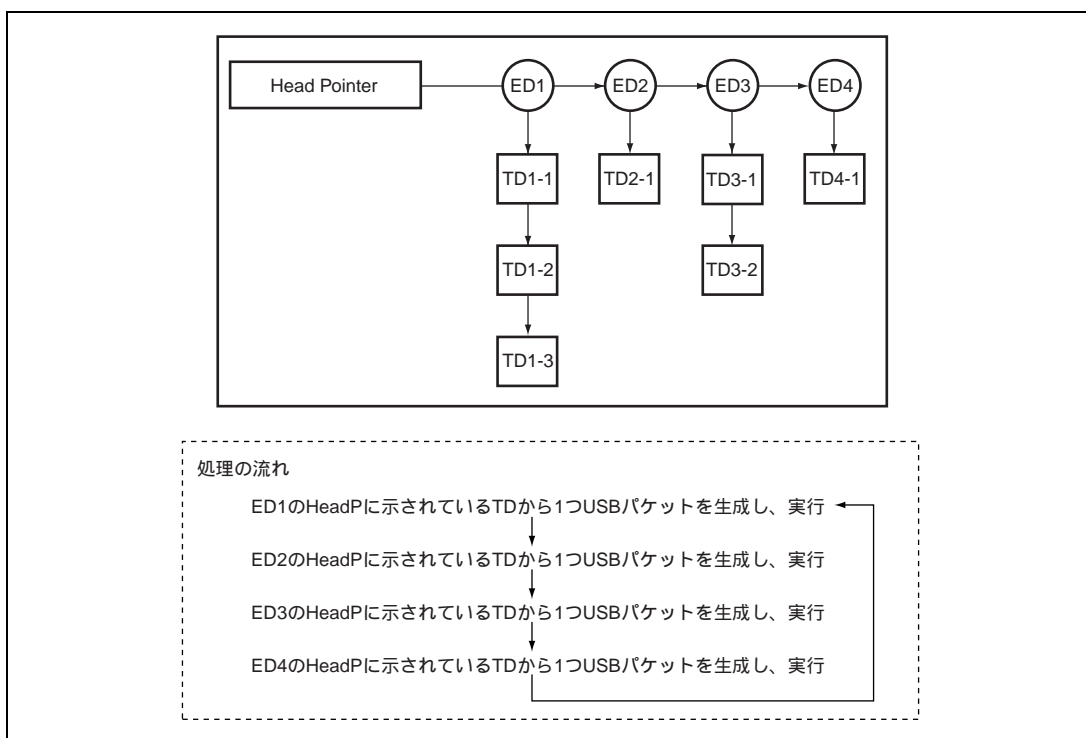 Head Pointer
ED1
ED2
ED3
ED4
TD1-1
TD2-1
TD3-1
TD4-1
TD1-2
TD3-2
TD1-3
処理の流れ
ED1のHeadPに示されているTDから1つUSBパケットを生成し、実行
ED2のHeadPに示されているTDから1つUSBパケットを生成し、実行
ED3のHeadPに示されているTDから1つUSBパケットを生成し、実行
ED4のHeadPに示されているTDから1つUSBパケットを生成し、実行